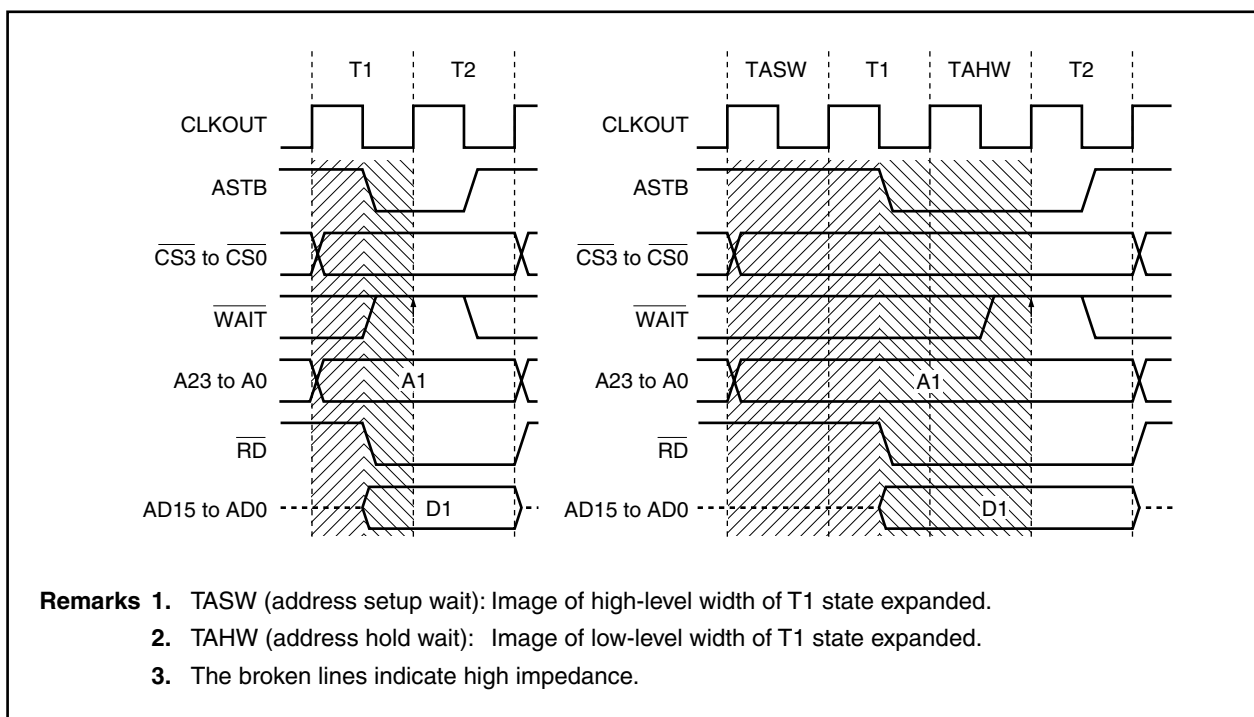 T1 T2 TASW T1 TAHW T2
CLKOUT CLKOUT
ASTB ASTB
CS3 to CS0 CS3 to CS0
WAIT WAIT
A23 to A0 A1 A23 to A0 A1
RD RD
AD15 to AD0 D1 AD15 to AD0 D1
Remarks 1. TASW (address setup wait): Image of high-level width of T1 state expanded.
2. TAHW (address hold wait): Image of low-level width of T1 state expanded.
3. The broken lines indicate high impedance.